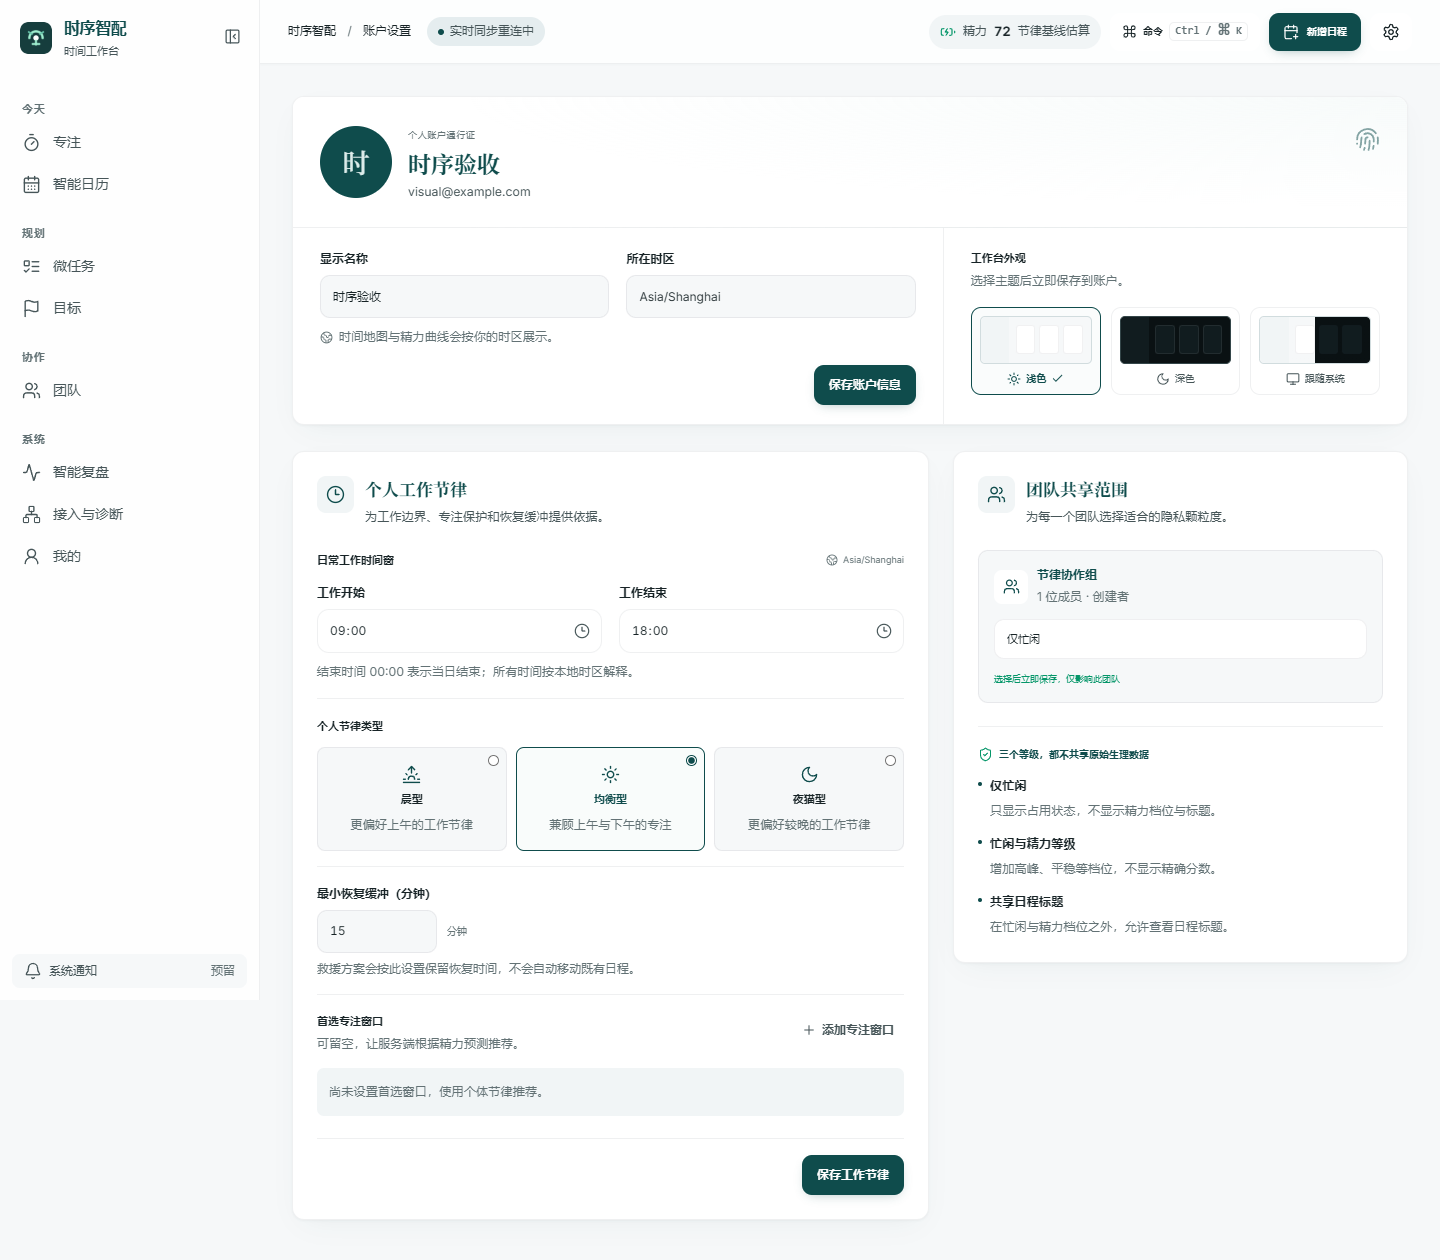 时序智配
时间工作台
今天
专注
智能日历
规划
微任务
目标
协作
团队
系统
智能复盘
接入与诊断
我的
系统通知 预留
时序智配 / 账户设置 实时同步重连中
精力 72 节律基线估算 命令 Ctrl / ⌘ K 新增日程
时
个人账户通行证
时序验收
visual@example.com
显示名称 所在时区
时序验收 Asia/Shanghai
时间地图与精力曲线会按你的时区展示。
保存账户信息
工作台外观
选择主题后立即保存到账户。
浅色 深色 跟随系统
个人工作节律
为工作边界、专注保护和恢复缓冲提供依据。
日常工作时间窗 Asia/Shanghai
工作开始 工作结束
09:00 18:00
结束时间 00:00 表示当日结束；所有时间按本地时区解释。
个人节律类型
晨型 均衡型 夜猫型
更偏好上午的工作节律 兼顾上午与下午的专注 更偏好较晚的工作节律
最小恢复缓冲（分钟）
15 分钟
救援方案会按此设置保留恢复时间，不会自动移动既有日程。
首选专注窗口
可留空，让服务端根据精力预测推荐。
添加专注窗口
尚未设置首选窗口，使用个体节律推荐。
保存工作节律
团队共享范围
为每一个团队选择适合的隐私颗粒度。
节律协作组
1 位成员 · 创建者
仅忙闲
选择后立即保存，仅影响此团队
三个等级，都不共享原始生理数据
仅忙闲
只显示占用状态，不显示精力档位与标题。
忙闲与精力等级
增加高峰、平稳等档位，不显示精确分数。
共享日程标题
在忙闲与精力档位之外，允许查看日程标题。